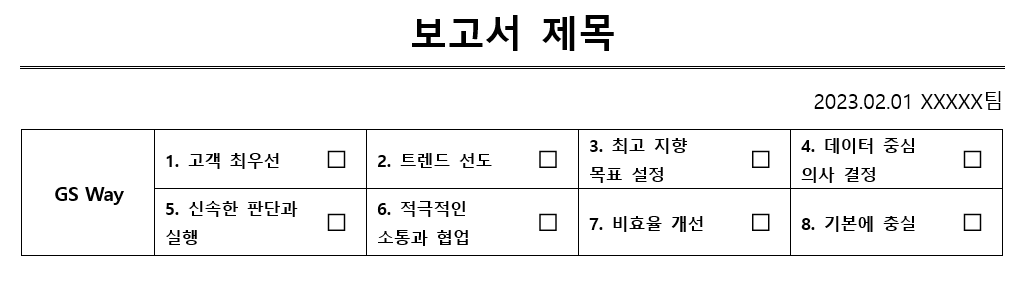 보고서 제목
2023.02.01 XXXXX팀
GS Way
1. 고객 최우선 □
2. 트렌드 선도 □
3. 최고 지향
목표 설정 □
4. 데이터 중심
의사 결정 □
5. 신속한 판단과
실행 □
6. 적극적인
소통과 협업 □
7. 비효율 개선 □
8. 기본에 충실 □